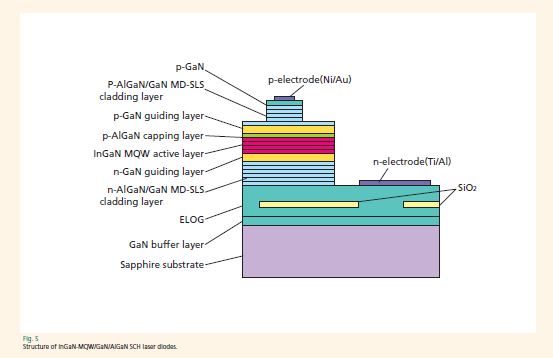 p-GaN
P-AlGaN/GaN MD-SLS
cladding layer
p-electrode(Ni/Au)
p-GaN guiding layer
p-AlGaN capping layer
InGaN MQW active layer
n-GaN guiding layer
n-electrode(Ti/Al)
n-AlGaN/GaN MD-SLS
cladding layer
SiO₂
ELOG
GaN buffer layer
Sapphire substrate
Fig. 5
Structure of InGaN-MQW/GaN/AlGaN SCH laser diodes.